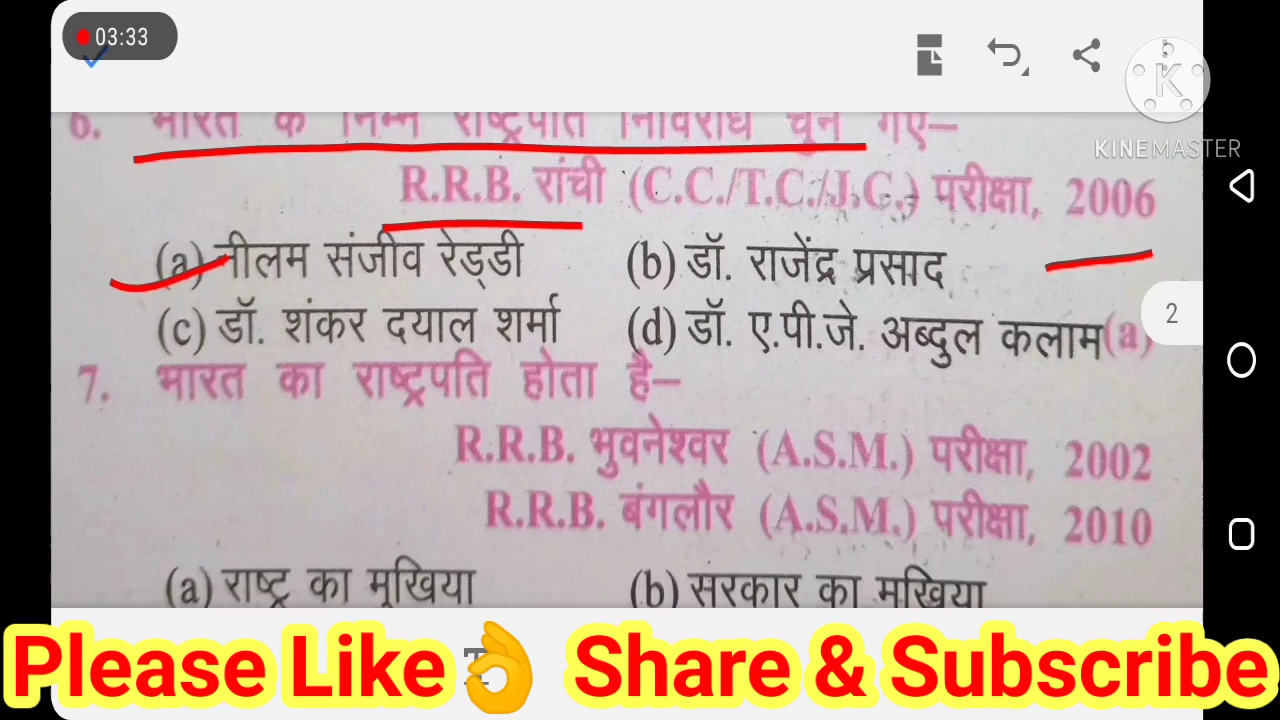 03:33
KINEMASTER
6. भारत के निम्न राष्ट्रपति निर्विरोध चुने गए–
R.R.B. रांची (C.C./T.C./J.C.) परीक्षा, 2006
(a) नीलम संजीव रेड्डी (b) डॉ. राजेंद्र प्रसाद
2
(c) डॉ. शंकर दयाल शर्मा (d) डॉ. ए.पी.जे. अब्दुल कलाम (a)
7. भारत का राष्ट्रपति होता है–
R.R.B. भुवनेश्वर (A.S.M.) परीक्षा, 2002
R.R.B. बंगलौर (A.S.M.) परीक्षा, 2010
(a) राष्ट्र का मुखिया (b) सरकार का मुखिया
Please Like 👌 Share & Subscribe